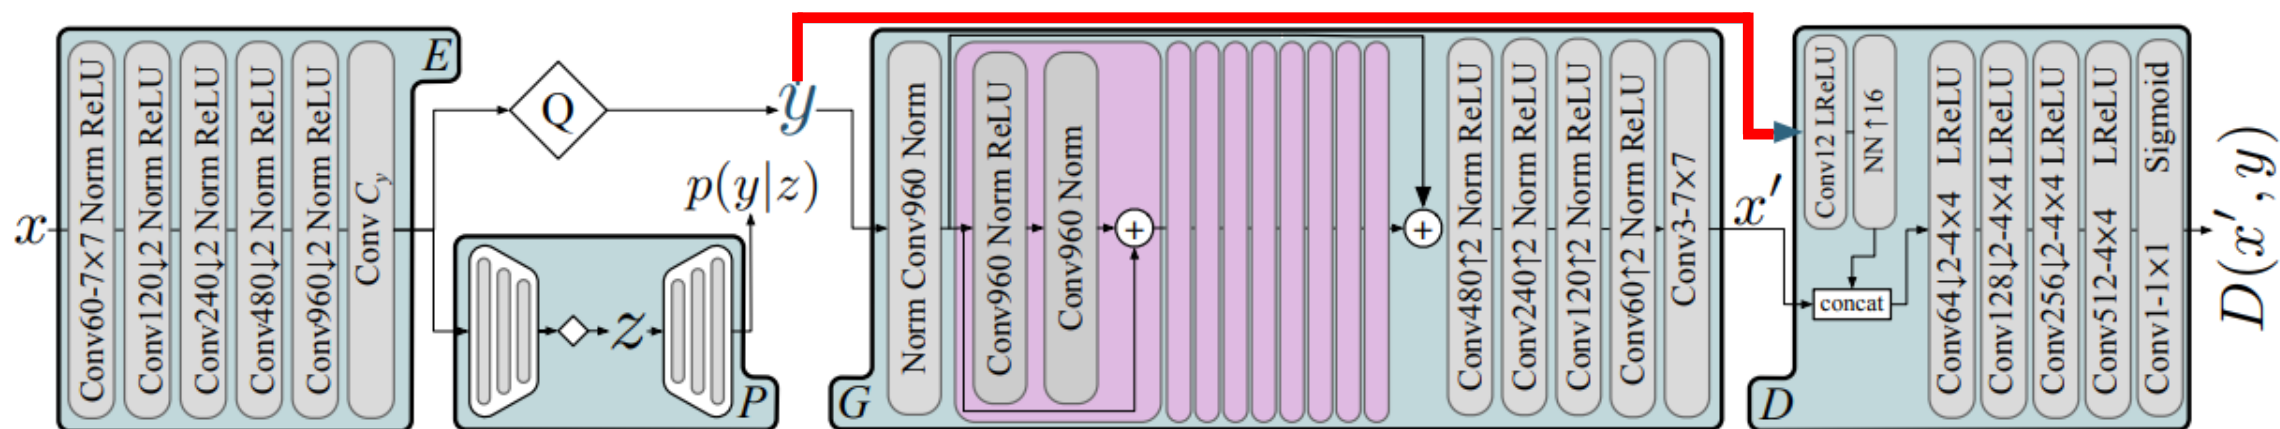 x
Conv60-7×7 Norm ReLU
Conv120↓2 Norm ReLU
Conv240↓2 Norm ReLU
Conv480↓2 Norm ReLU
Conv960↓2 Norm ReLU
Conv C_y
E
Q
y
p(y|z)
z
P
G
Norm Conv960 Norm
Conv960 Norm ReLU
Conv960 Norm
+
+
Conv480↑2 Norm ReLU
Conv240↑2 Norm ReLU
Conv120↑2 Norm ReLU
Conv60↑2 Norm ReLU
Conv3-7×7
x′
Conv12 LReLU
NN↑16
concat
D
Conv64↓2-4×4 LReLU
Conv128↓2-4×4 LReLU
Conv256↓2-4×4 LReLU
Conv512-4×4 LReLU
Conv1-1×1 Sigmoid
D(x′, y)